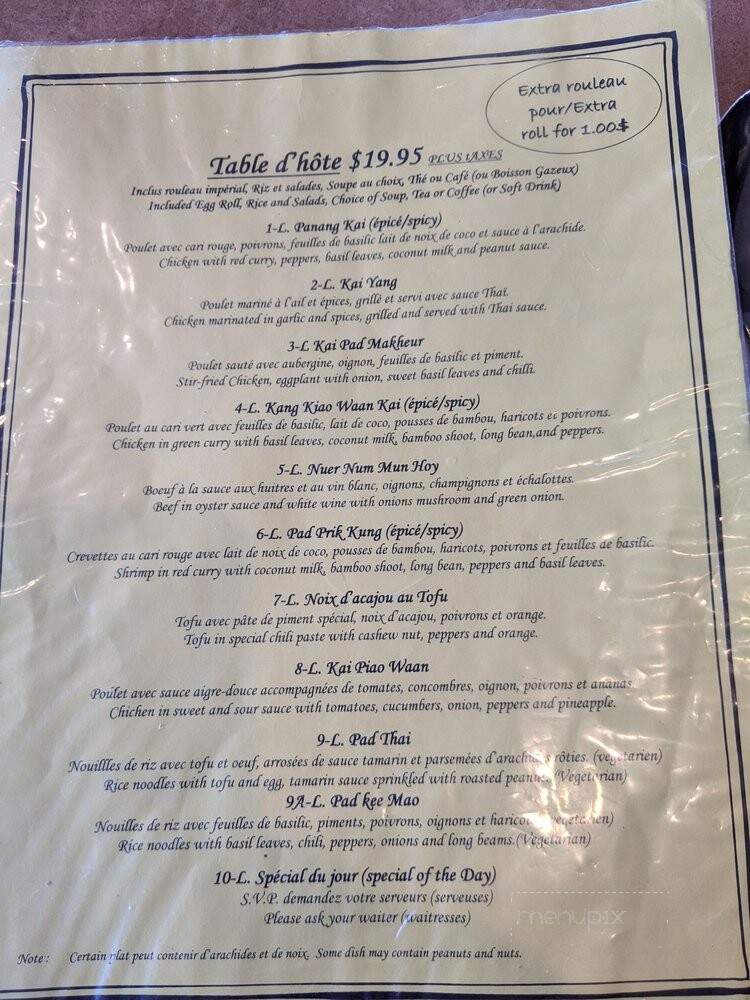 Extra rouleau
pour/Extra
roll for 1.00$
Table d'hôte $19.95 PLUS tAXES
Inclus rouleau impérial, Riz et salades, Soupe au choix, Thé ou Café (ou Boisson Gazeux)
Included Egg Roll, Rice and Salads, Choice of Soup, Tea or Coffee (or Soft Drink)
1-L. Panang Kai (épicé/spicy)
Poulet avec cari rouge, poivrons, feuilles de basilic lait de noix de coco et sauce à l'arachide.
Chicken with red curry, peppers, basil leaves, coconut milk and peanut sauce.
2-L. Kai Yang
Poulet mariné à l'ail et épices, grillé et servi avec sauce Thaï.
Chicken marinated in garlic and spices, grilled and served with Thai sauce.
3-L Kai Pad Makheur
Poulet sauté avec aubergine, oignon, feuilles de basilic et piment.
Stir-fried Chicken, eggplant with onion, sweet basil leaves and chilli.
4-L. Kang Kiao Waan Kai (épicé/spicy)
Poulet au cari vert avec feuilles de basilic, lait de coco, pousses de bambou, haricots et poivrons.
Chicken in green curry with basil leaves, coconut milk, bamboo shoot, long bean,and peppers.
5-L. Nuer Num Mun Hoy
Boeuf à la sauce aux huitres et au vin blanc, oignons, champignons et échalottes.
Beef in oyster sauce and white wine with onions mushroom and green onion.
6-L. Pad Prik Kung (épicé/spicy)
Crevettes au cari rouge avec lait de noix de coco, pousses de bambou, haricots, poivrons et feuilles de basilic.
Shrimp in red curry with coconut milk, bamboo shoot, long bean, peppers and basil leaves.
7-L. Noix d'acajou au Tofu
Tofu avec pâte de piment spécial, noix d'acajou, poivrons et orange.
Tofu in special chili paste with cashew nut, peppers and orange.
8-L. Kai Piao Waan
Poulet avec sauce aigre-douce accompagnées de tomates, concombres, oignon, poivrons et ananas
Chichen in sweet and sour sauce with tomatoes, cucumbers, onion, peppers and pineapple.
9-L. Pad Thai
Nouillles de riz avec tofu et oeuf, arrosées de sauce tamarin et parsemées rôties. (vegetarien)
Rice noodles with tofu and egg, tamarin sauce sprinkled with roasted (Vegetarian)
9A-L. Pad kee Mao
Nouilles de riz avec feuilles de basilic, piments, poivrons, oignons et
Rice noodles with basil leaves, chili, peppers, onions and long beams.(Vegetarian)
10-L. Spécial du jour (special of the Day)
S.V.P. demandez votre serveurs (serveuses)
Please ask your waiter (waitresses)
menupix
Note : Certain plat peut contenir d'arachides et de noix. Some dish may contain peanuts and nuts.